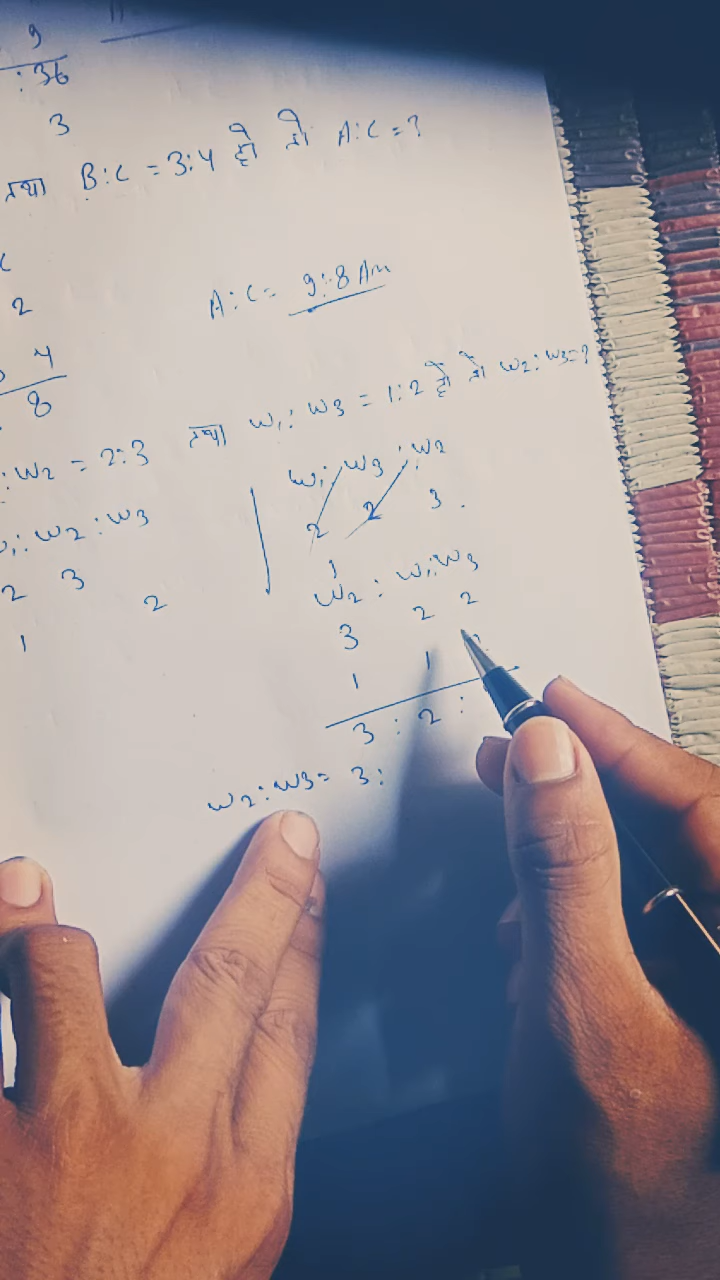 9
: 36
3
तथा B:C = 3:4 हो तो A:C = ?
2
A:C = 9:8 Am
4
8
:W2 = 2:3 तथा W1:W3 = 1:2 हो तो W2:W3 = ?
W1:W3:W2
2 2 3
:W2:W3
2 3
2
1
1
W2:W1:W3
3 2 2
1 1
3:2:
W2:W3 = 3: